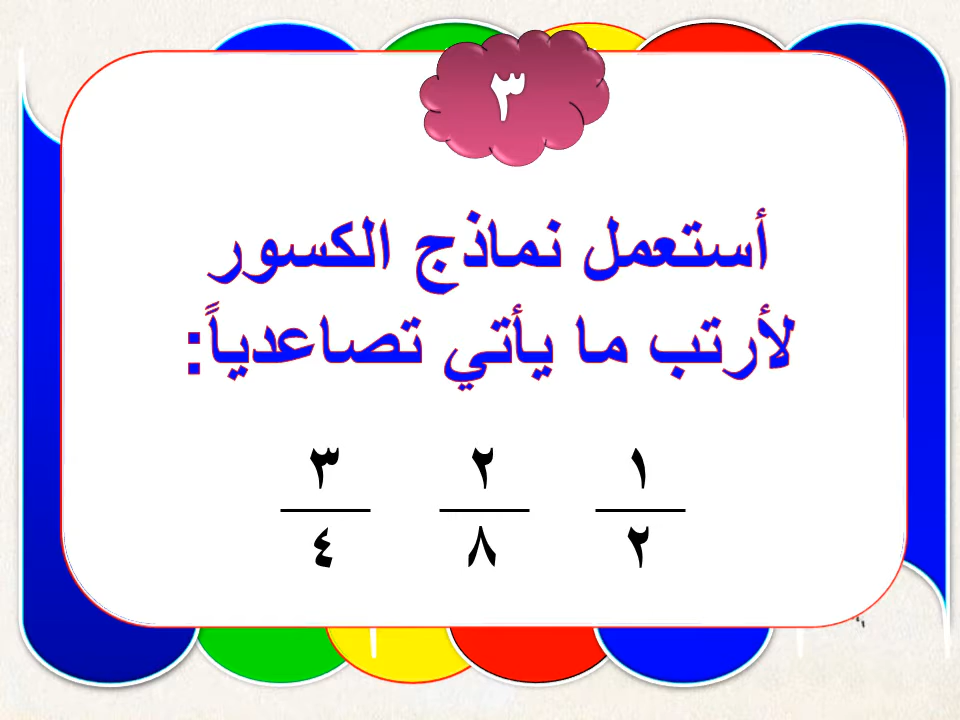 ٣
أستعمل نماذج الكسور
لأرتب ما يأتي تصاعدياً:
١ ٢ ٣
٢ ٨ ٤